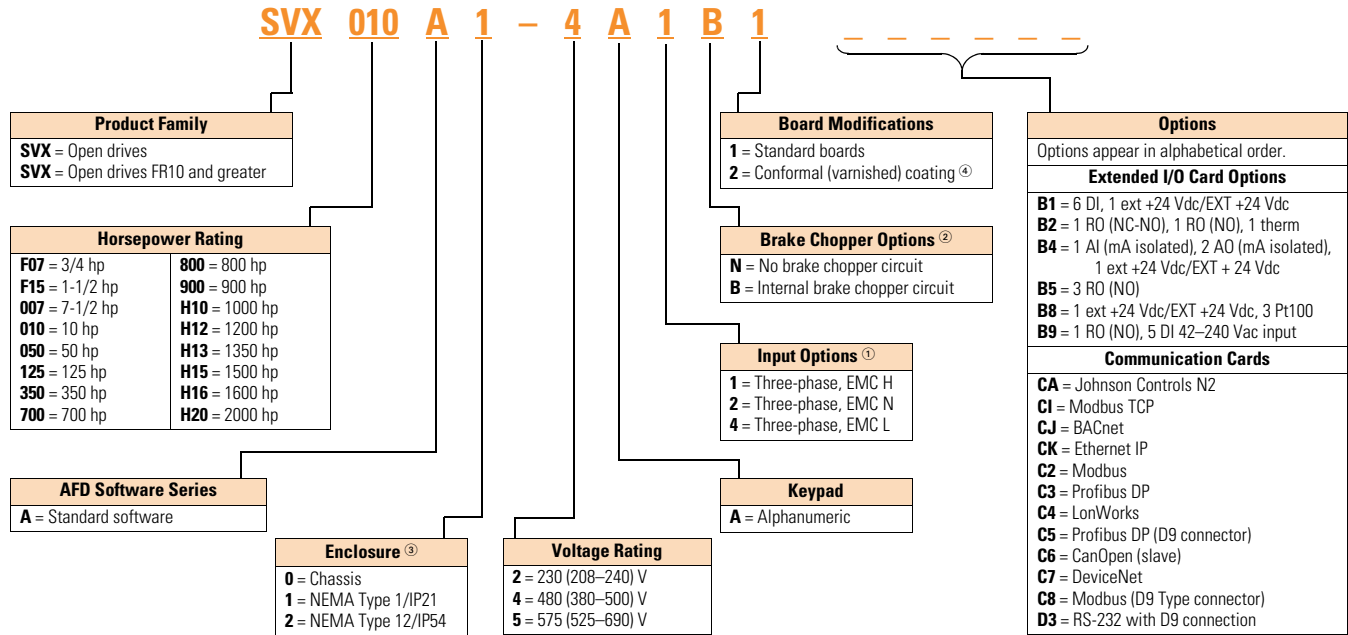 SVX 010 A 1 – 4 A 1 B 1 _ _ _ _ _ _
Product Family
SVX = Open drives
SVX = Open drives FR10 and greater
Horsepower Rating
F07 = 3/4 hp
F15 = 1-1/2 hp
007 = 7-1/2 hp
010 = 10 hp
050 = 50 hp
125 = 125 hp
350 = 350 hp
700 = 700 hp
800 = 800 hp
900 = 900 hp
H10 = 1000 hp
H12 = 1200 hp
H13 = 1350 hp
H15 = 1500 hp
H16 = 1600 hp
H20 = 2000 hp
AFD Software Series
A = Standard software
Enclosure ③
0 = Chassis
1 = NEMA Type 1/IP21
2 = NEMA Type 12/IP54
Voltage Rating
2 = 230 (208–240) V
4 = 480 (380–500) V
5 = 575 (525–690) V
Board Modifications
1 = Standard boards
2 = Conformal (varnished) coating ④
Brake Chopper Options ②
N = No brake chopper circuit
B = Internal brake chopper circuit
Input Options ①
1 = Three-phase, EMC H
2 = Three-phase, EMC N
4 = Three-phase, EMC L
Keypad
A = Alphanumeric
Options
Options appear in alphabetical order.
Extended I/O Card Options
B1 = 6 DI, 1 ext +24 Vdc/EXT +24 Vdc
B2 = 1 RO (NC-NO), 1 RO (NO), 1 therm
B4 = 1 AI (mA isolated), 2 AO (mA isolated),
1 ext +24 Vdc/EXT + 24 Vdc
B5 = 3 RO (NO)
B8 = 1 ext +24 Vdc/EXT +24 Vdc, 3 Pt100
B9 = 1 RO (NO), 5 DI 42–240 Vac input
Communication Cards
CA = Johnson Controls N2
CI = Modbus TCP
CJ = BACnet
CK = Ethernet IP
C2 = Modbus
C3 = Profibus DP
C4 = LonWorks
C5 = Profibus DP (D9 connector)
C6 = CanOpen (slave)
C7 = DeviceNet
C8 = Modbus (D9 Type connector)
D3 = RS-232 with D9 connection